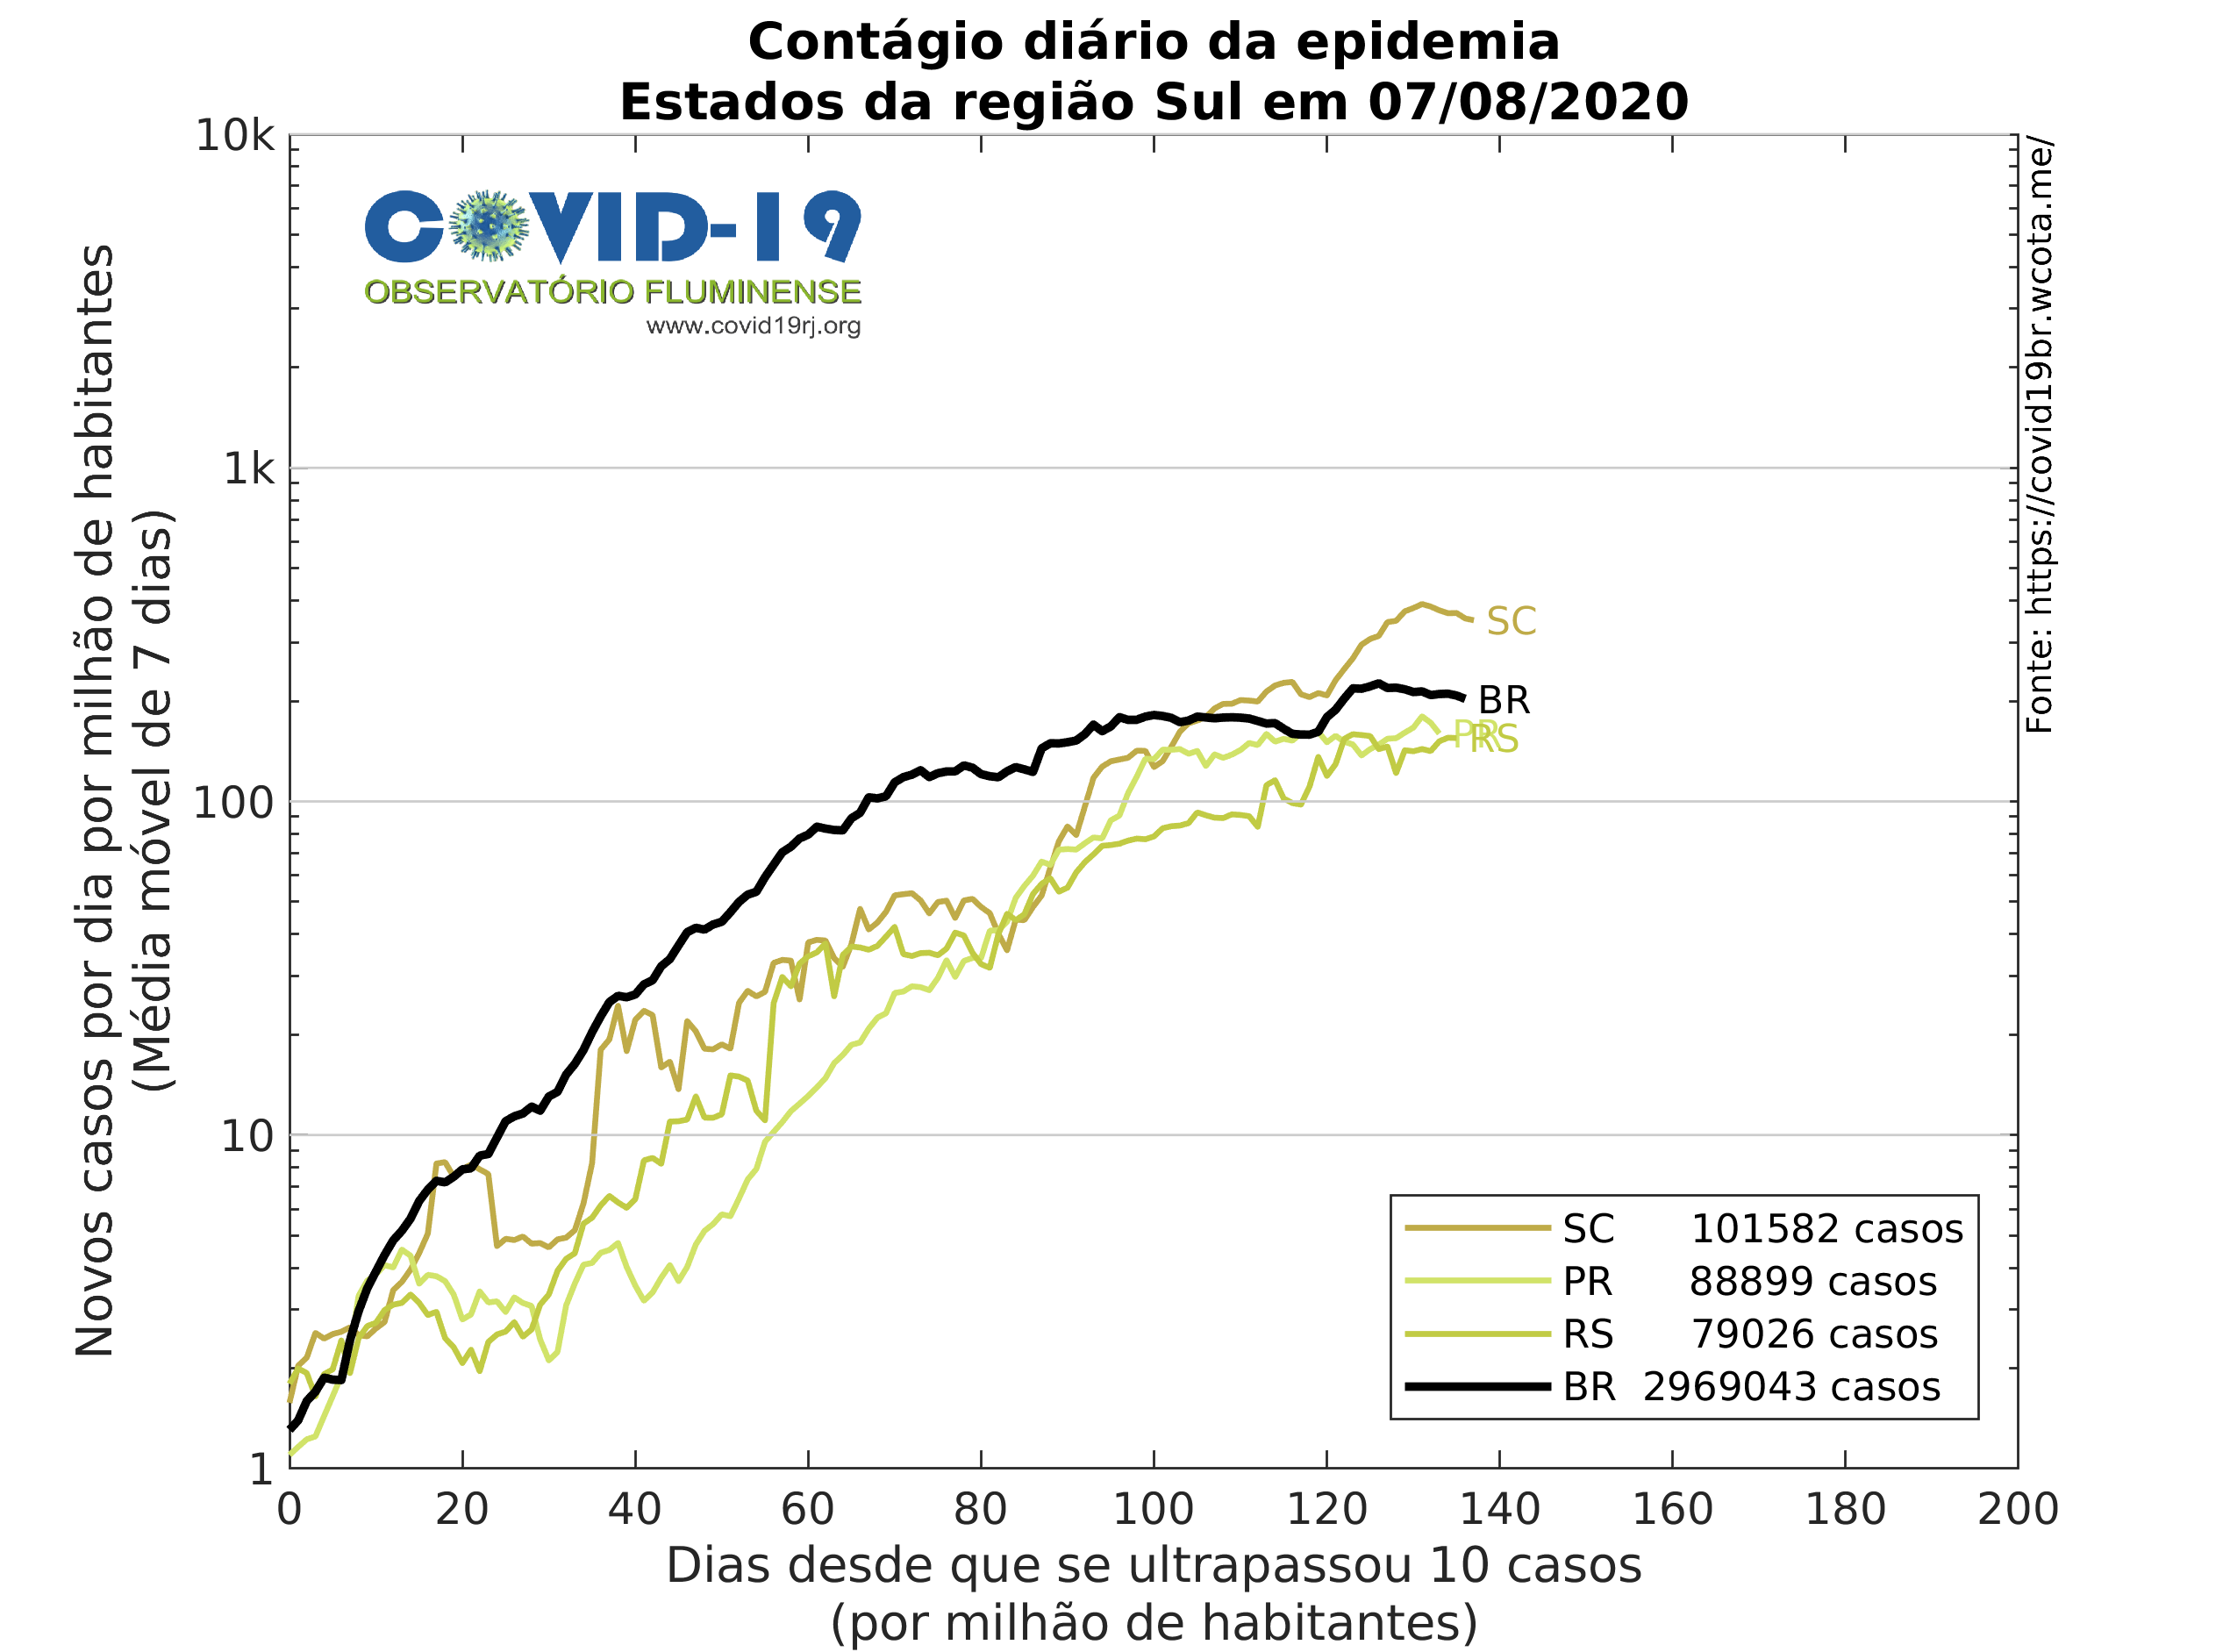 Contágio diário da epidemia
Estados da região Sul em 07/08/2020
Novos casos por dia por milhão de habitantes
(Média móvel de 7 dias)
10k
1k
100
10
1
COVID-19
OBSERVATÓRIO FLUMINENSE
www.covid19rj.org
Fonte: https://covid19br.wcota.me/
SC
BR
PR
RS
SC 101582 casos
PR 88899 casos
RS 79026 casos
BR 2969043 casos
0 20 40 60 80 100 120 140 160 180 200
Dias desde que se ultrapassou 10 casos
(por milhão de habitantes)